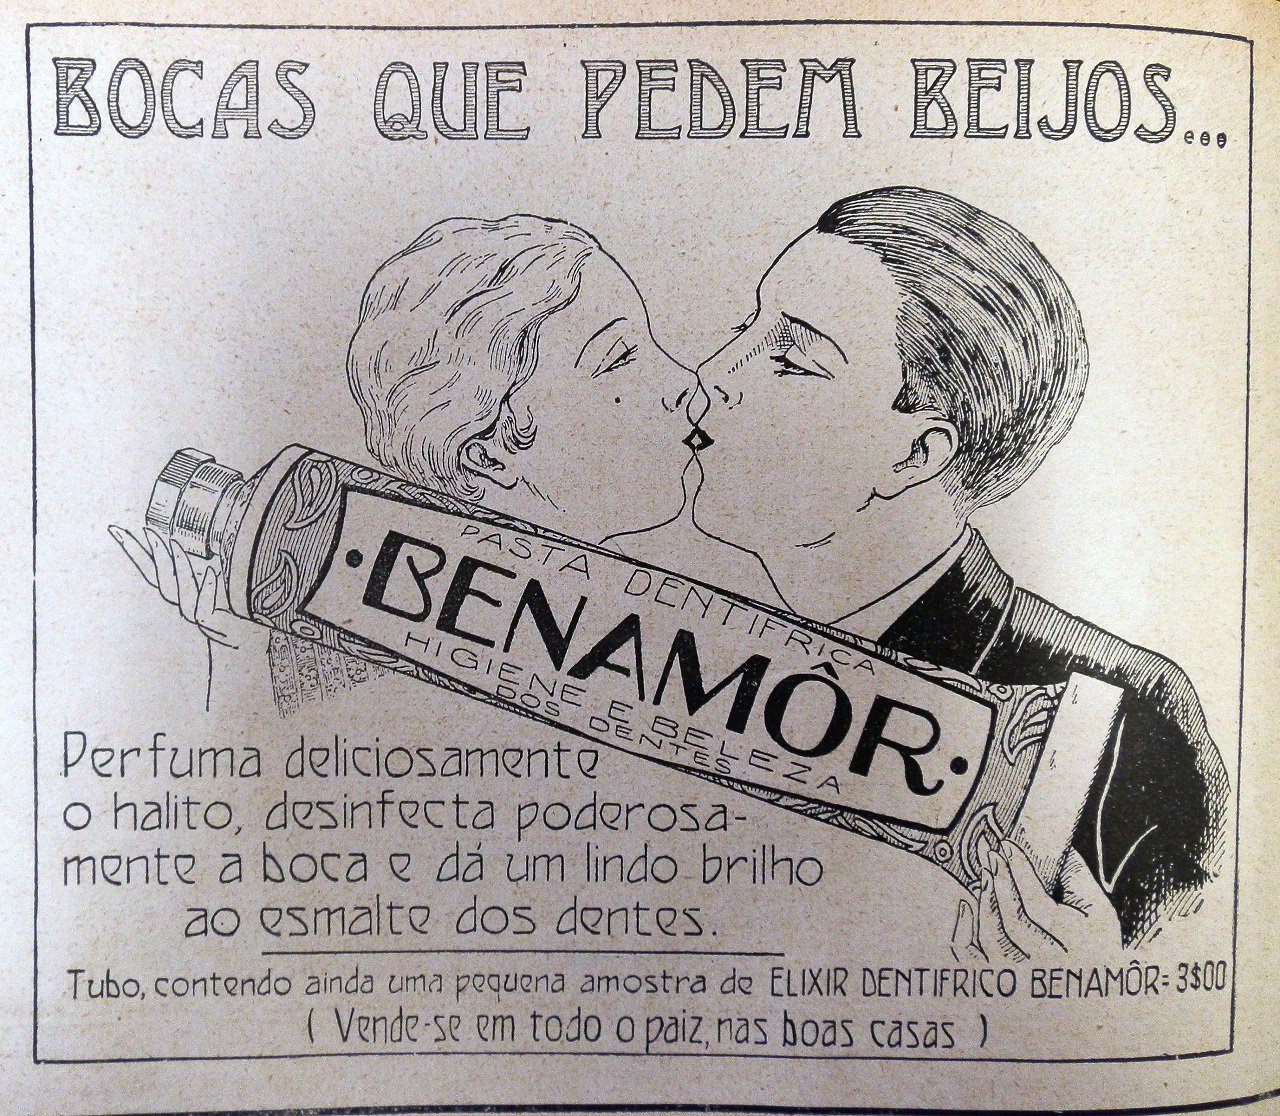 BOCAS QUE PEDEM BEIJOS...
PASTA DENTIFRICA
·BENAMÔR·
HIGIENE E BELEZA
DOS DENTES
Perfuma deliciosamente
o halito, desinfecta poderosa-
mente a boca e dá um lindo brilho
ao esmalte dos dentes.
Tubo, contendo ainda uma pequena amostra de ELIXIR DENTIFRICO BENAMÔR= 3$00
( Vende-se em todo o paiz, nas boas casas )